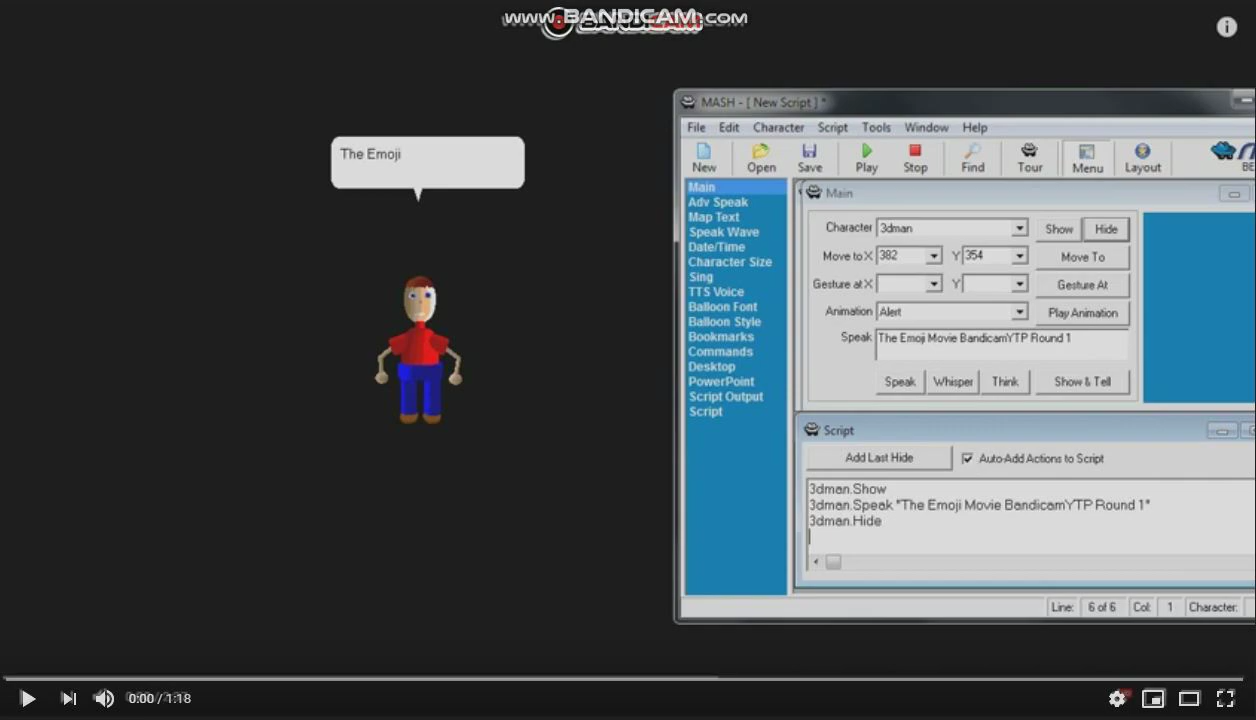 www.BANDICAM.com
MASH - [ New Script ] *
File Edit Character Script Tools Window Help
New Open Save Play Stop Find Tour Menu Layout
The Emoji
Main
Adv Speak
Map Text
Speak Wave
Date/Time
Character Size
Sing
TTS Voice
Balloon Font
Balloon Style
Bookmarks
Commands
Desktop
PowerPoint
Script Output
Script
Main
Character 3dman Show Hide
Move to X 382 Y 354 Move To
Gesture at X Y Gesture At
Animation Alert Play Animation
Speak The Emoji Movie BandicamYTP Round 1
Speak Whisper Think Show & Tell
Script
Add Last Hide Auto-Add Actions to Script
3dman.Show
3dman.Speak "The Emoji Movie BandicamYTP Round 1"
3dman.Hide
Line: 6 of 6 Col: 1 Character:
0:00 / 1:18